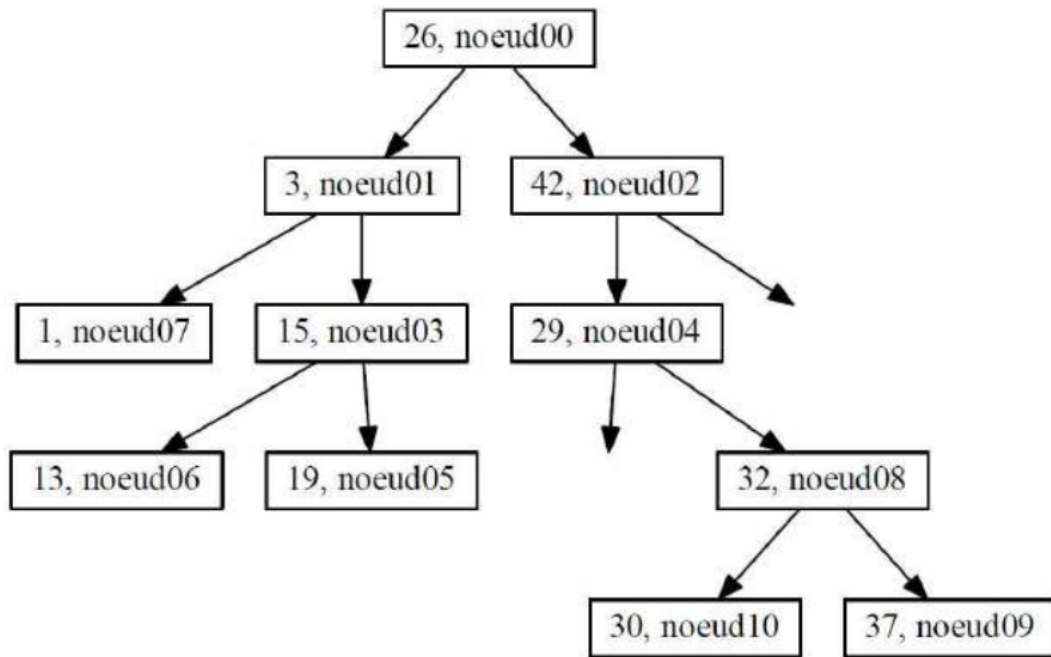 26, noeud00
3, noeud01
42, noeud02
1, noeud07
15, noeud03
29, noeud04
13, noeud06
19, noeud05
32, noeud08
30, noeud10
37, noeud09